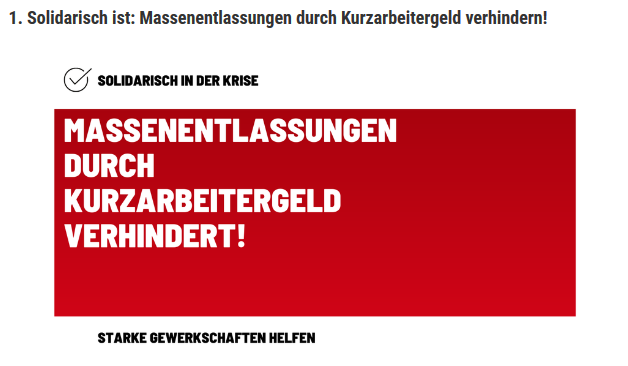 1. Solidarisch ist: Massenentlassungen durch Kurzarbeitergeld verhindern!
SOLIDARISCH IN DER KRISE
MASSENENTLASSUNGEN
DURCH
KURZARBEITERGELD
VERHINDERT!
STARKE GEWERKSCHAFTEN HELFEN